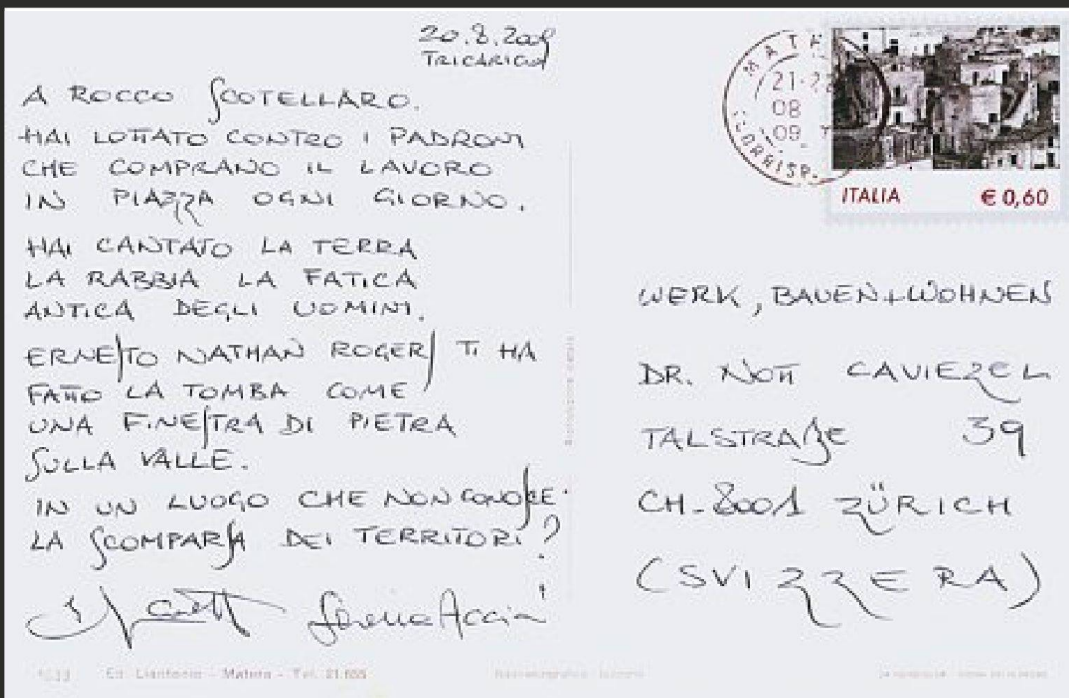 20.8.2009
TRICARICO
A ROCCO SCOTELLARO.
HAI LOTTATO CONTRO I PADRONI
CHE COMPRANO IL LAVORO
IN PIAZZA OGNI GIORNO.
HAI CANTATO LA TERRA
LA RABBIA LA FATICA
ANTICA DEGLI UOMINI.
ERNESTO NATHAN ROGERS TI HA
FATTO LA TOMBA COME
UNA FINESTRA DI PIETRA
SULLA VALLE.
IN UN LUOGO CHE NON CONOSCE
LA SCOMPARSA DEI TERRITORI?
Ed. - Matera - Tel. 21.655
21-
08
09
ITALIA € 0,60
WERK, BAUEN+WOHNEN
DR. NOTT CAVIEZEL
TALSTRAßE 39
CH-8001 ZÜRICH
(SVIZZERA)